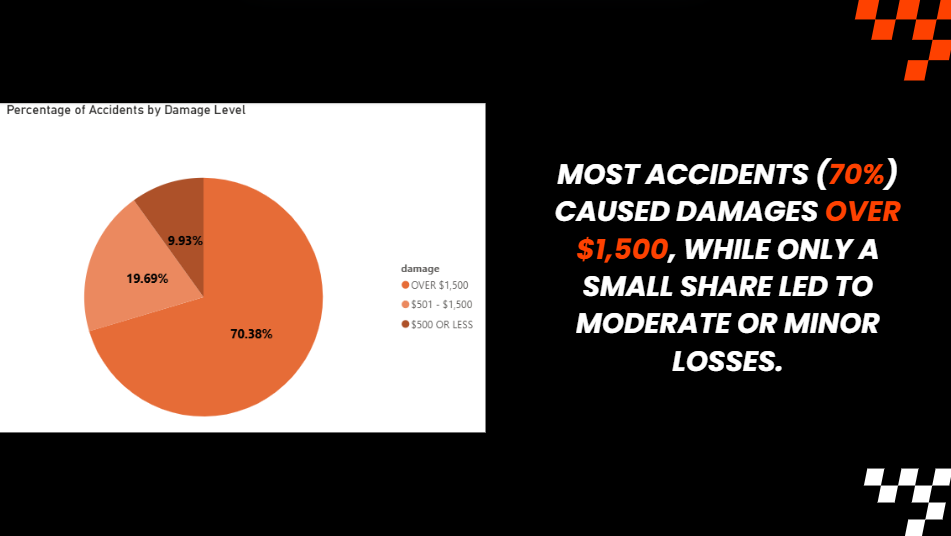 Percentage of Accidents by Damage Level
9.93%
19.69%
70.38%
damage
OVER $1,500
$501 - $1,500
$500 OR LESS
MOST ACCIDENTS (70%)
CAUSED DAMAGES OVER
$1,500, WHILE ONLY A
SMALL SHARE LED TO
MODERATE OR MINOR
LOSSES.